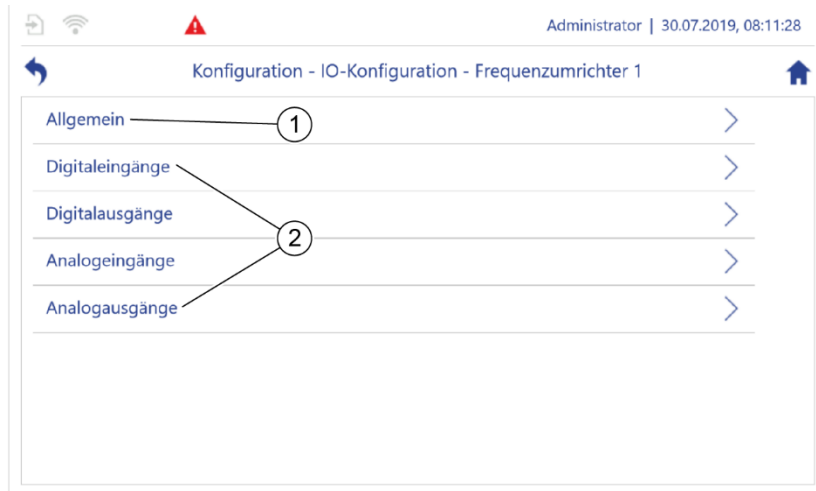 Administrator | 30.07.2019, 08:11:28
Konfiguration - IO-Konfiguration - Frequenzumrichter 1
Allgemein
1
Digitaleingänge
Digitalausgänge
2
Analogeingänge
Analogausgänge